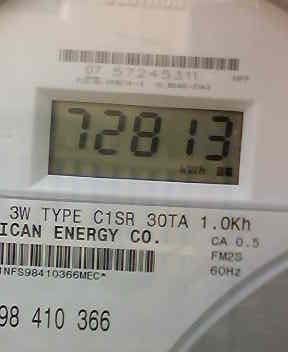 07 57245311
72813
kWh
3W TYPE C1SR 30TA 1.0Kh
ICAN ENERGY CO.
CA 0.5
FM2S
60Hz
NFS98410366MEC*
98 410 366